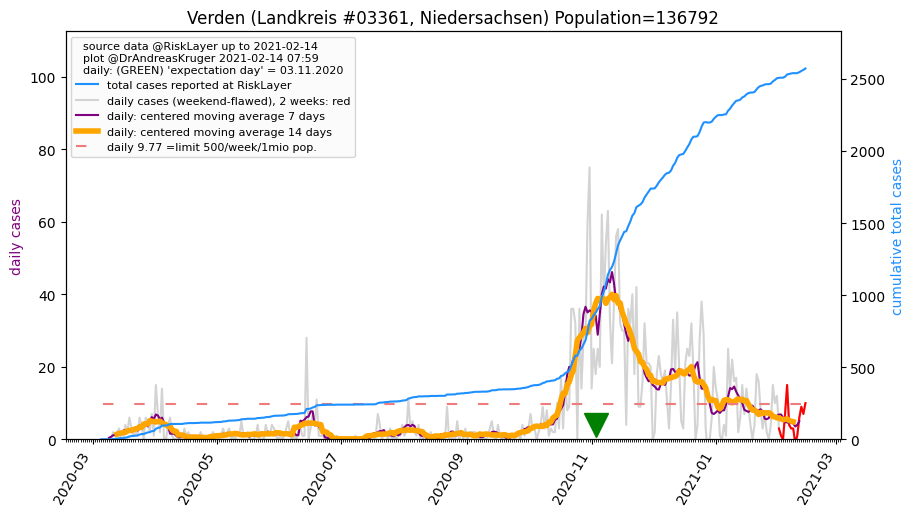 Verden (Landkreis #03361, Niedersachsen) Population=136792
source data @RiskLayer up to 2021-02-14
plot @DrAndreasKruger 2021-02-14 07:59
daily: (GREEN) 'expectation day' = 03.11.2020
total cases reported at RiskLayer
daily cases (weekend-flawed), 2 weeks: red
daily: centered moving average 7 days
daily: centered moving average 14 days
daily 9.77 =limit 500/week/1mio pop.
daily cases
100
80
60
40
20
0
cumulative total cases
2500
2000
1500
1000
500
0
2020-03
2020-05
2020-07
2020-09
2020-11
2021-01
2021-03